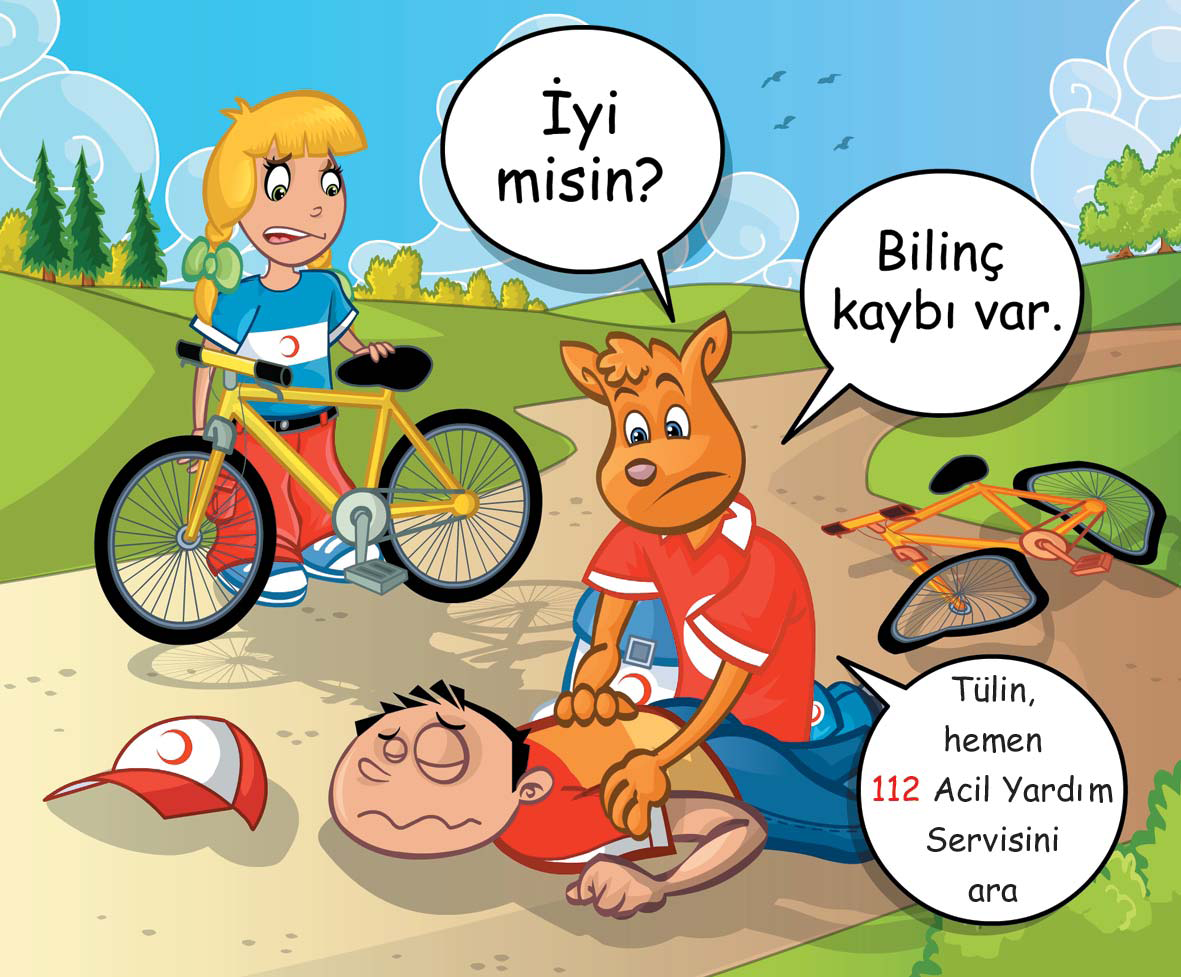 İyi
misin?
Bilinç
kaybı var.
Tülin,
hemen
112 Acil Yardım
Servisini
ara